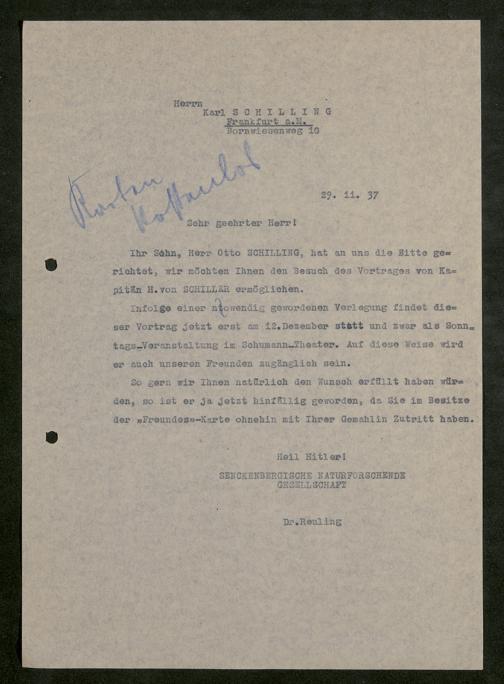 Herrn
Karl S C H I L L I N G
Frankfurt a.M.
Bornwiesenweg 10
Karten
kostenlos
29. 11. 37
Sehr geehrter Herr!
Ihr Sohn, Herr Otto SCHILLING, hat an uns die Bitte ge=
richtet, wir möchten Ihnen den Besuch des Vortrages von Ka=
pitän H.von SCHILLER ermöglichen.
Infolge einer notwendig gewordenen Verlegung findet die=
ser Vortrag jetzt erst am 12.Dezember statt und zwar als Sonn=
tags=Veranstaltung im Schumann=Theater. Auf diese Weise wird
er auch unseren Freunden zugänglich sein.
So gern wir Ihnen natürlich den Wunsch erfüllt haben wür=
den, so ist er ja jetzt hinfällig geworden, da Sie im Besitze
der "Freundes"=Karte ohnehin mit Ihrer Gemahlin Zutritt haben.
Heil Hitler!
SENCKENBERGISCHE NATURFORSCHENDE
GESELLSCHAFT
Dr.Reuling